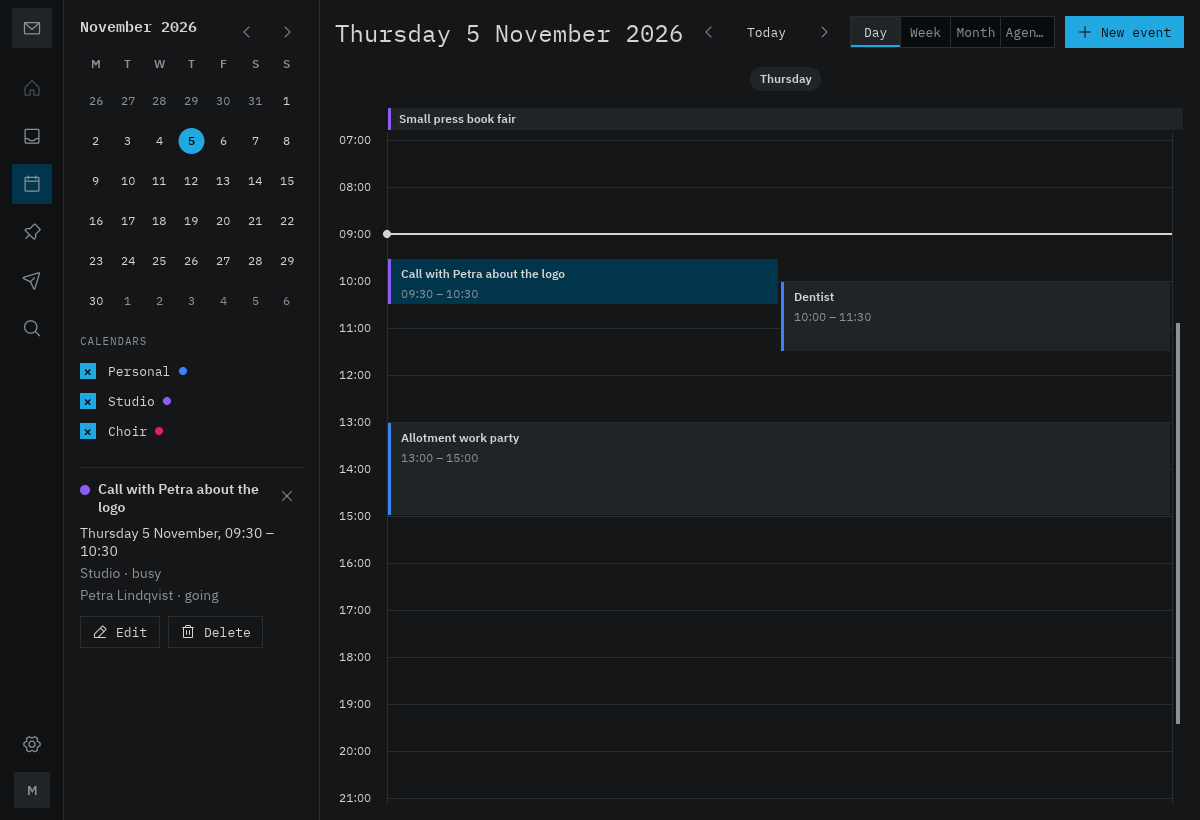 November 2026
M T W T F S S
26 27 28 29 30 31 1
2 3 4 5 6 7 8
9 10 11 12 13 14 15
16 17 18 19 20 21 22
23 24 25 26 27 28 29
30 1 2 3 4 5 6
CALENDARS
Personal
Studio
Choir
Call with Petra about the
logo
Thursday 5 November, 09:30 –
10:30
Studio · busy
Petra Lindqvist · going
Edit Delete
M
Thursday 5 November 2026
Today
Day Week Month Agen…
New event
Thursday
Small press book fair
07:00
08:00
09:00
10:00
11:00
12:00
13:00
14:00
15:00
16:00
17:00
18:00
19:00
20:00
21:00
Call with Petra about the logo
09:30 – 10:30
Dentist
10:00 – 11:30
Allotment work party
13:00 – 15:00